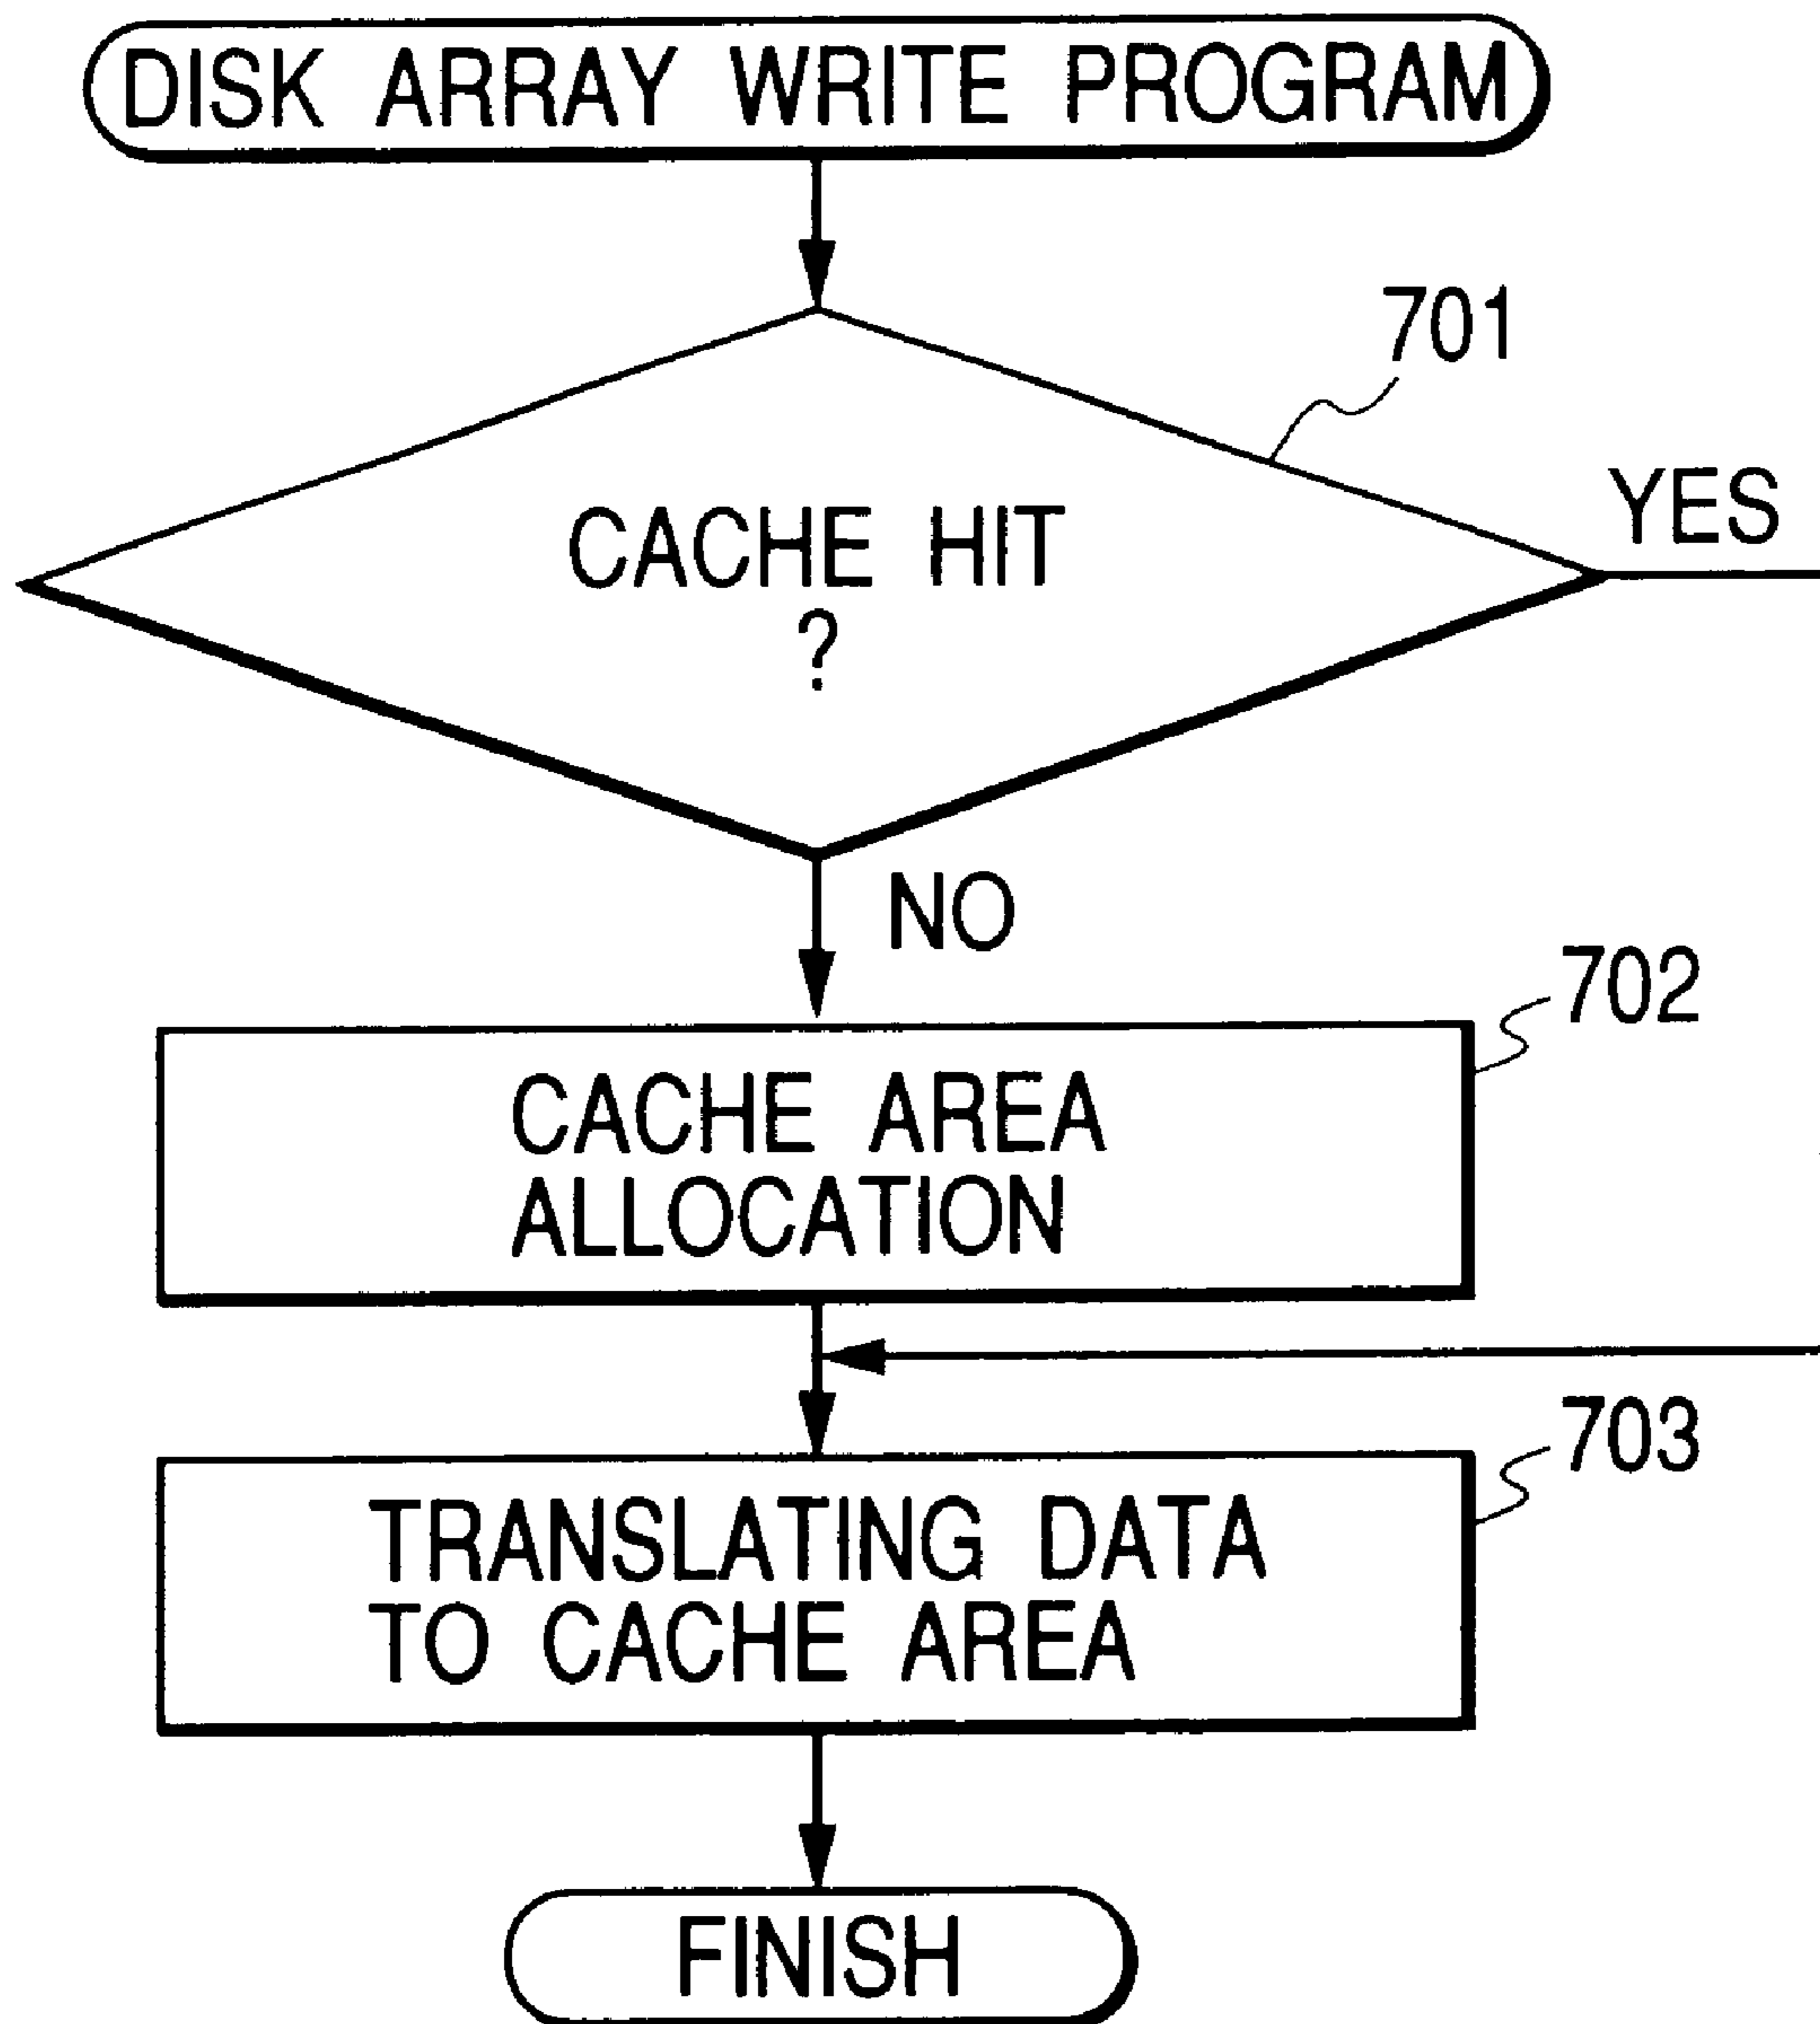 DISK ARRAY WRITE PROGRAM
701
CACHE HIT
?
YES
NO
702
CACHE AREA
ALLOCATION
703
TRANSLATING DATA
TO CACHE AREA
FINISH